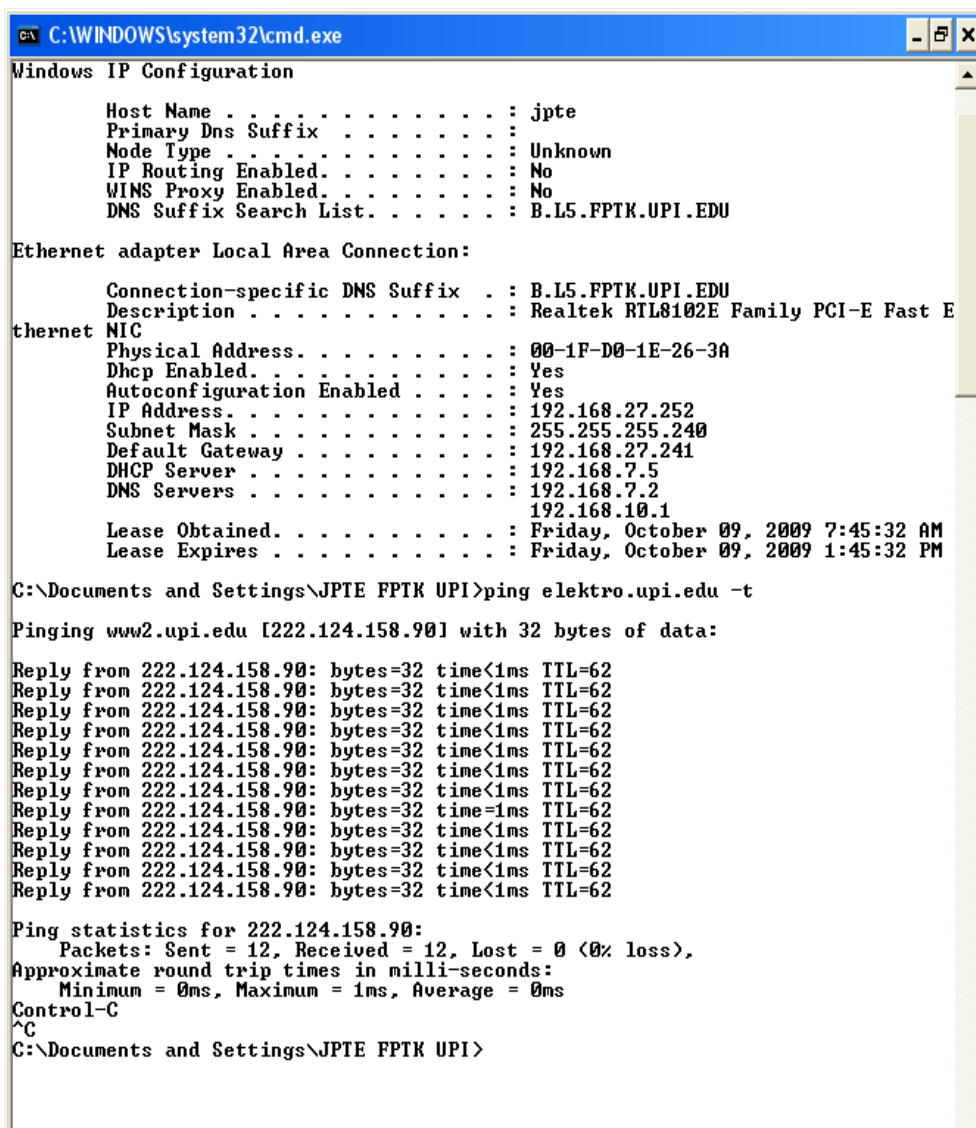 C:\WINDOWS\system32\cmd.exe
Windows IP Configuration
Host Name . . . . . . . . . . . . : jpte
Primary Dns Suffix . . . . . . . :
Node Type . . . . . . . . . . . . : Unknown
IP Routing Enabled. . . . . . . . : No
WINS Proxy Enabled. . . . . . . . : No
DNS Suffix Search List. . . . . . : B.L5.FPTK.UPI.EDU
Ethernet adapter Local Area Connection:
Connection-specific DNS Suffix . : B.L5.FPTK.UPI.EDU
Description . . . . . . . . . . . : Realtek RTL8102E Family PCI-E Fast E
thernet NIC
Physical Address. . . . . . . . . : 00-1F-D0-1E-26-3A
Dhcp Enabled. . . . . . . . . . . : Yes
Autoconfiguration Enabled . . . . : Yes
IP Address. . . . . . . . . . . . : 192.168.27.252
Subnet Mask . . . . . . . . . . . : 255.255.255.240
Default Gateway . . . . . . . . . : 192.168.27.241
DHCP Server . . . . . . . . . . . : 192.168.7.5
DNS Servers . . . . . . . . . . . : 192.168.7.2
192.168.10.1
Lease Obtained. . . . . . . . . . : Friday, October 09, 2009 7:45:32 AM
Lease Expires . . . . . . . . . . : Friday, October 09, 2009 1:45:32 PM
C:\Documents and Settings\JPTE FPTK UPI>ping elektro.upi.edu -t
Pinging www2.upi.edu [222.124.158.90] with 32 bytes of data:
Reply from 222.124.158.90: bytes=32 time<1ms TTL=62
Reply from 222.124.158.90: bytes=32 time<1ms TTL=62
Reply from 222.124.158.90: bytes=32 time<1ms TTL=62
Reply from 222.124.158.90: bytes=32 time<1ms TTL=62
Reply from 222.124.158.90: bytes=32 time<1ms TTL=62
Reply from 222.124.158.90: bytes=32 time<1ms TTL=62
Reply from 222.124.158.90: bytes=32 time<1ms TTL=62
Reply from 222.124.158.90: bytes=32 time=1ms TTL=62
Reply from 222.124.158.90: bytes=32 time<1ms TTL=62
Reply from 222.124.158.90: bytes=32 time<1ms TTL=62
Reply from 222.124.158.90: bytes=32 time<1ms TTL=62
Reply from 222.124.158.90: bytes=32 time<1ms TTL=62
Ping statistics for 222.124.158.90:
Packets: Sent = 12, Received = 12, Lost = 0 (0% loss),
Approximate round trip times in milli-seconds:
Minimum = 0ms, Maximum = 1ms, Average = 0ms
Control-C
^C
C:\Documents and Settings\JPTE FPTK UPI>